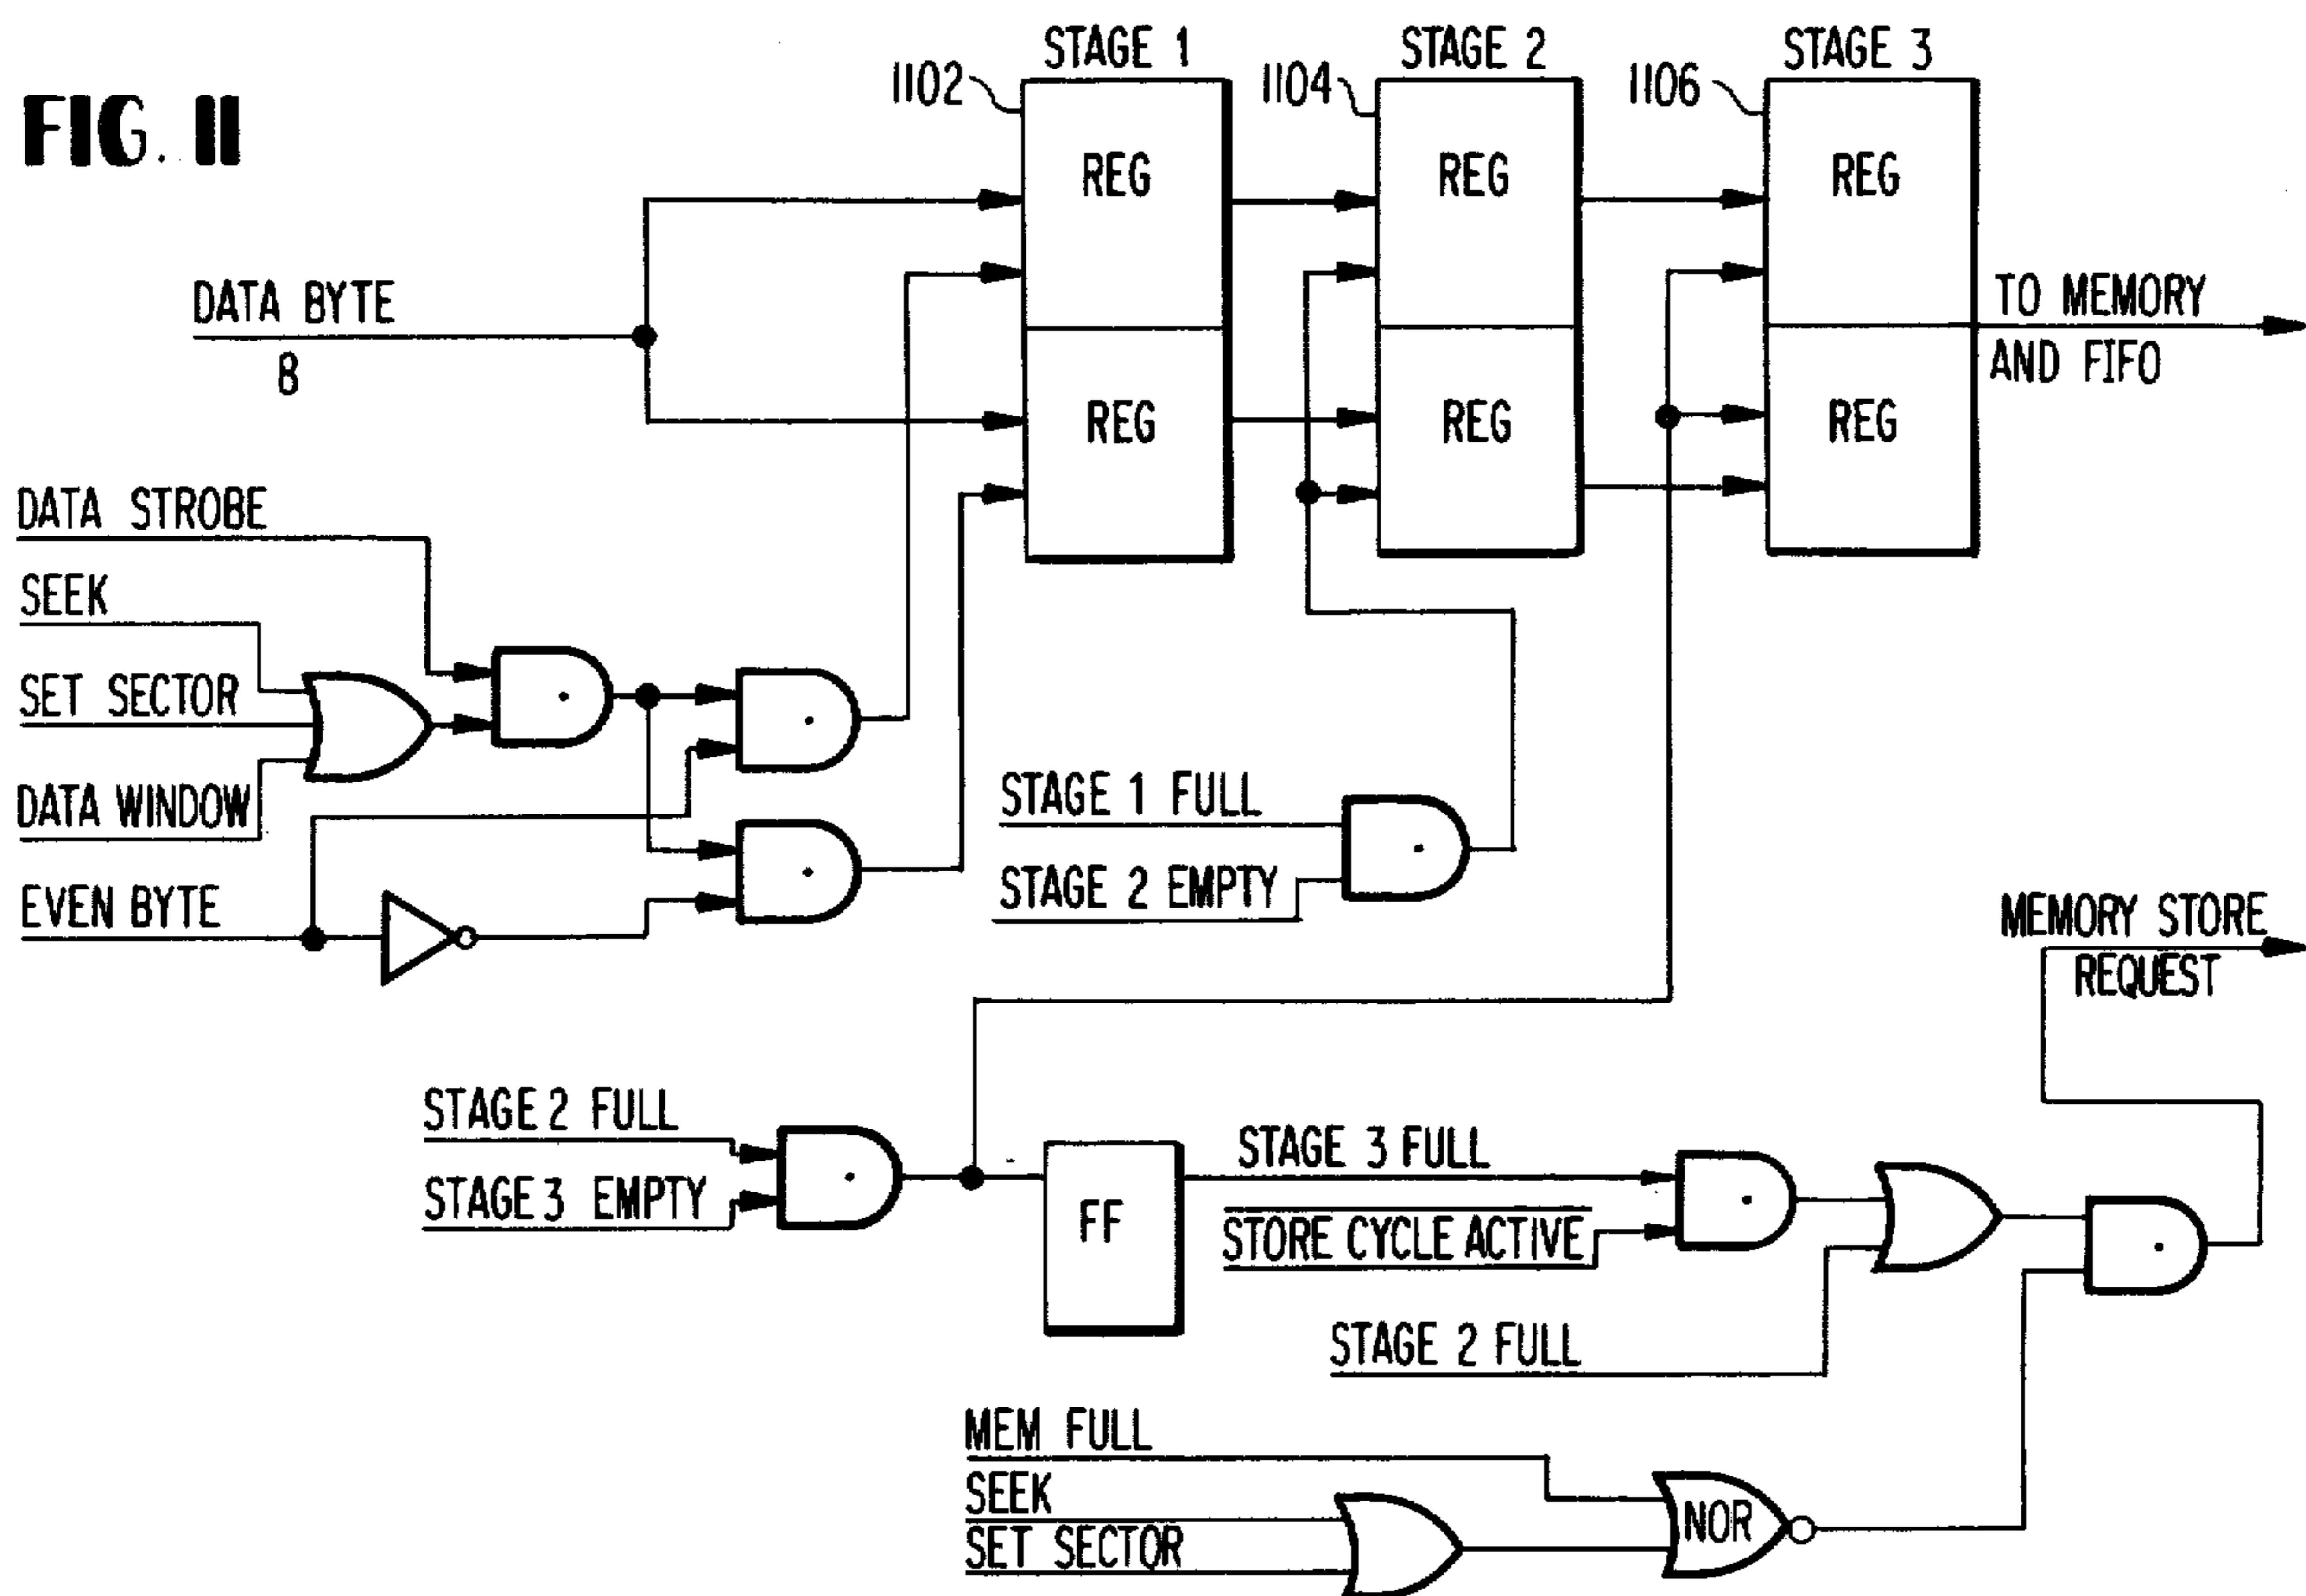 FIG. 11
STAGE 1
STAGE 2
STAGE 3
1102
1104
1106
REG
REG
REG
DATA BYTE
8
TO MEMORY
AND FIFO
REG
REG
REG
DATA STROBE
SEEK
SET SECTOR
DATA WINDOW
EVEN BYTE
STAGE 1 FULL
STAGE 2 EMPTY
MEMORY STORE
REQUEST
STAGE 2 FULL
STAGE 3 EMPTY
FF
STAGE 3 FULL
STORE CYCLE ACTIVE
STAGE 2 FULL
MEM FULL
SEEK
SET SECTOR
NOR